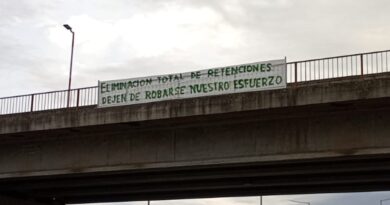 ELIMINACION TOTAL DE RETENCIONES
DEJEN DE ROBARSE NUESTRO ESFUERZO